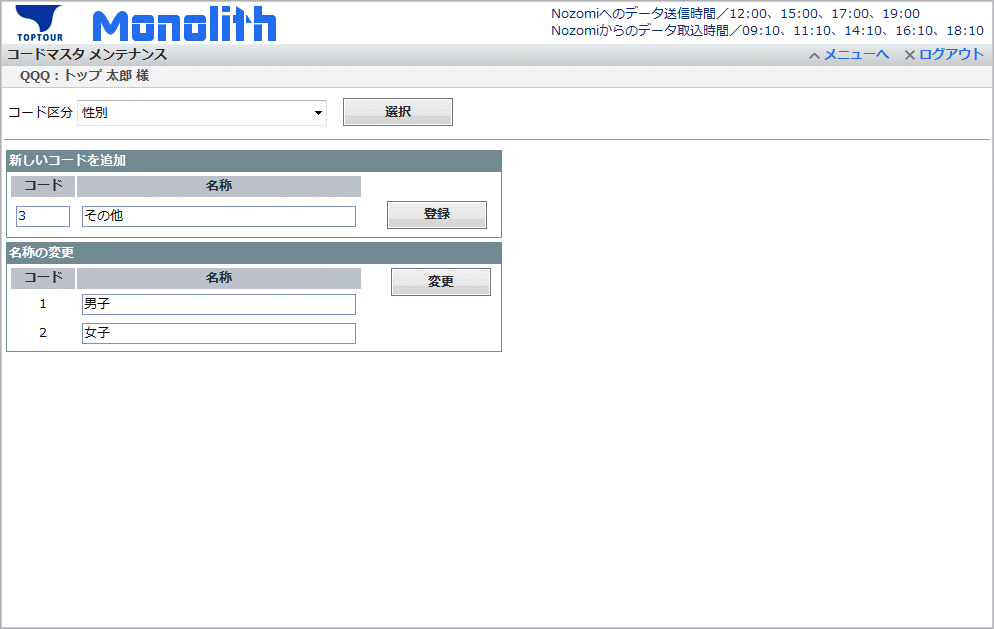 TOPTOUR
Monolith
Nozomiへのデータ送信時間／12:00、15:00、17:00、19:00
Nozomiからのデータ取込時間／09:10、11:10、14:10、16:10、18:10
コードマスタ メンテナンス
メニューへ
ログアウト
QQQ：トップ 太郎 様
コード区分 性別 選択
新しいコードを追加
コード 名称
3 その他 登録
名称の変更
コード 名称 変更
1 男子
2 女子